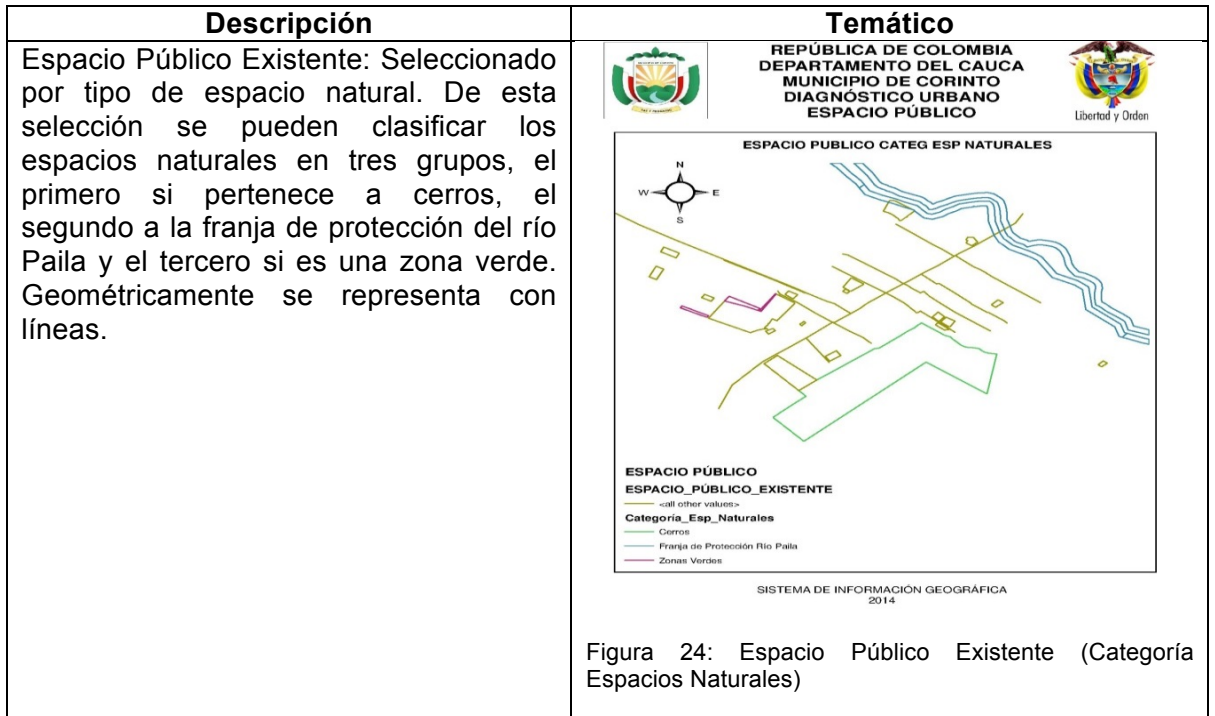 Descripción
Temático
Espacio Público Existente: Seleccionado
por tipo de espacio natural. De esta
selección se pueden clasificar los
espacios naturales en tres grupos, el
primero si pertenece a cerros, el
segundo a la franja de protección del río
Paila y el tercero si es una zona verde.
Geométricamente se representa con
líneas.
REPÚBLICA DE COLOMBIA
DEPARTAMENTO DEL CAUCA
MUNICIPIO DE CORINTO
DIAGNÓSTICO URBANO
ESPACIO PÚBLICO
Libertad y Orden
ESPACIO PUBLICO CATEG ESP NATURALES
N
W
E
S
ESPACIO PÚBLICO
ESPACIO_PÚBLICO_EXISTENTE
<all other values>
Categoría_Esp_Naturales
Cerros
Franja de Protección Río Paila
Zonas Verdes
SISTEMA DE INFORMACIÓN GEOGRÁFICA
2014
Figura 24: Espacio Público Existente (Categoría
Espacios Naturales)